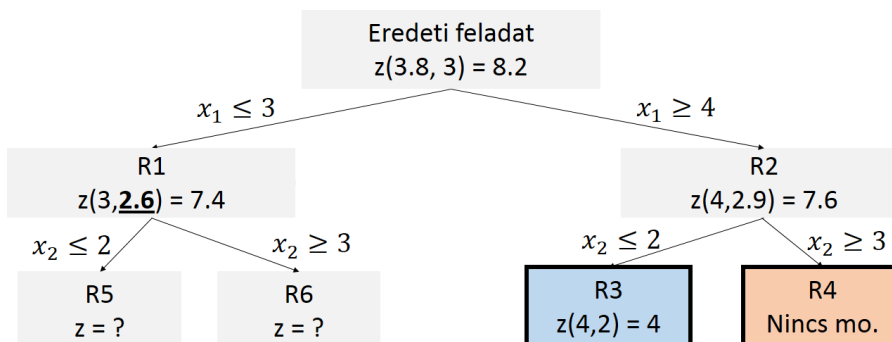 Eredeti feladat
z(3.8, 3) = 8.2
x₁ ≤ 3
x₁ ≥ 4
R1
z(3,2.6) = 7.4
R2
z(4,2.9) = 7.6
x₂ ≤ 2
x₂ ≥ 3
x₂ ≤ 2
x₂ ≥ 3
R5
z = ?
R6
z = ?
R3
z(4,2) = 4
R4
Nincs mo.